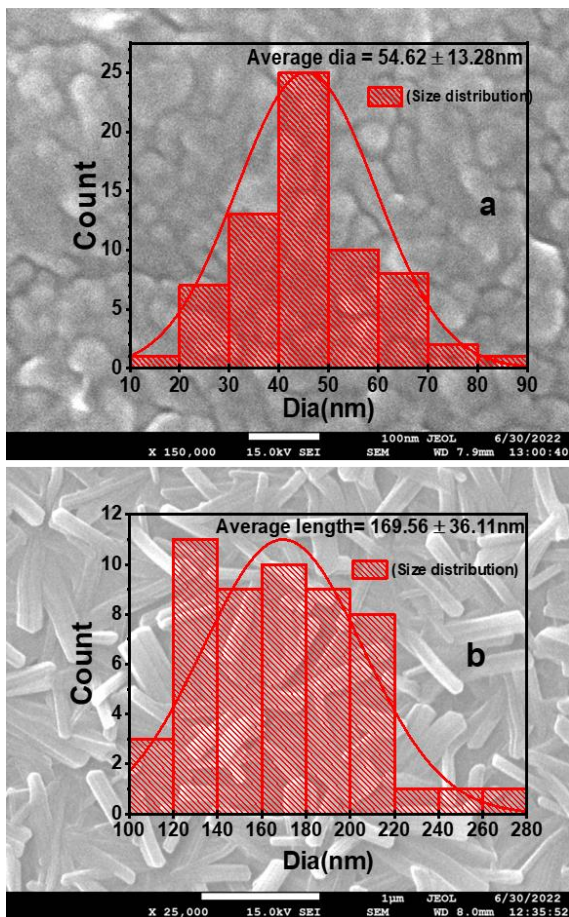 Average dia = 54.62 ± 13.28nm
(Size distribution)
a
Count
25
20
15
10
5
0
10 20 30 40 50 60 70 80 90
Dia(nm)
100nm JEOL 6/30/2022
X 150,000 15.0kV SEI SEM WD 7.9mm 13:00:40
Average length= 169.56 ± 36.11nm
(Size distribution)
b
Count
12
10
8
6
4
2
0
100 120 140 160 180 200 220 240 260 280
Dia(nm)
1μm JEOL 6/30/2022
X 25,000 15.0kV SEI SEM WD 8.0mm 12:35:52